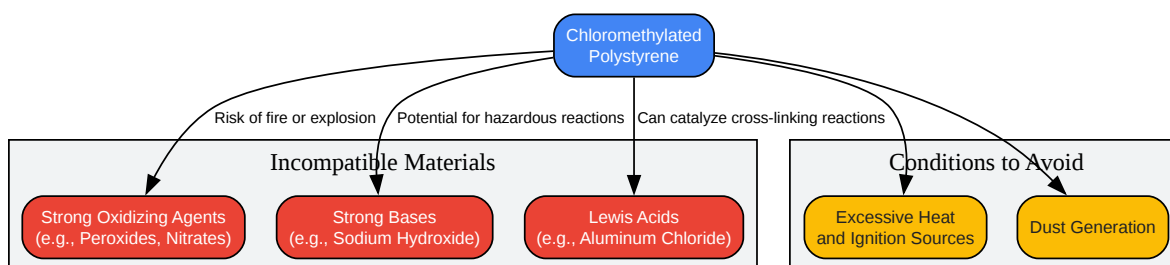 Chloromethylated
Polystyrene
Risk of fire or explosion
Potential for hazardous reactions
Can catalyze cross-linking reactions
Incompatible Materials
Conditions to Avoid
Strong Oxidizing Agents
(e.g., Peroxides, Nitrates)
Strong Bases
(e.g., Sodium Hydroxide)
Lewis Acids
(e.g., Aluminum Chloride)
Excessive Heat
and Ignition Sources
Dust Generation